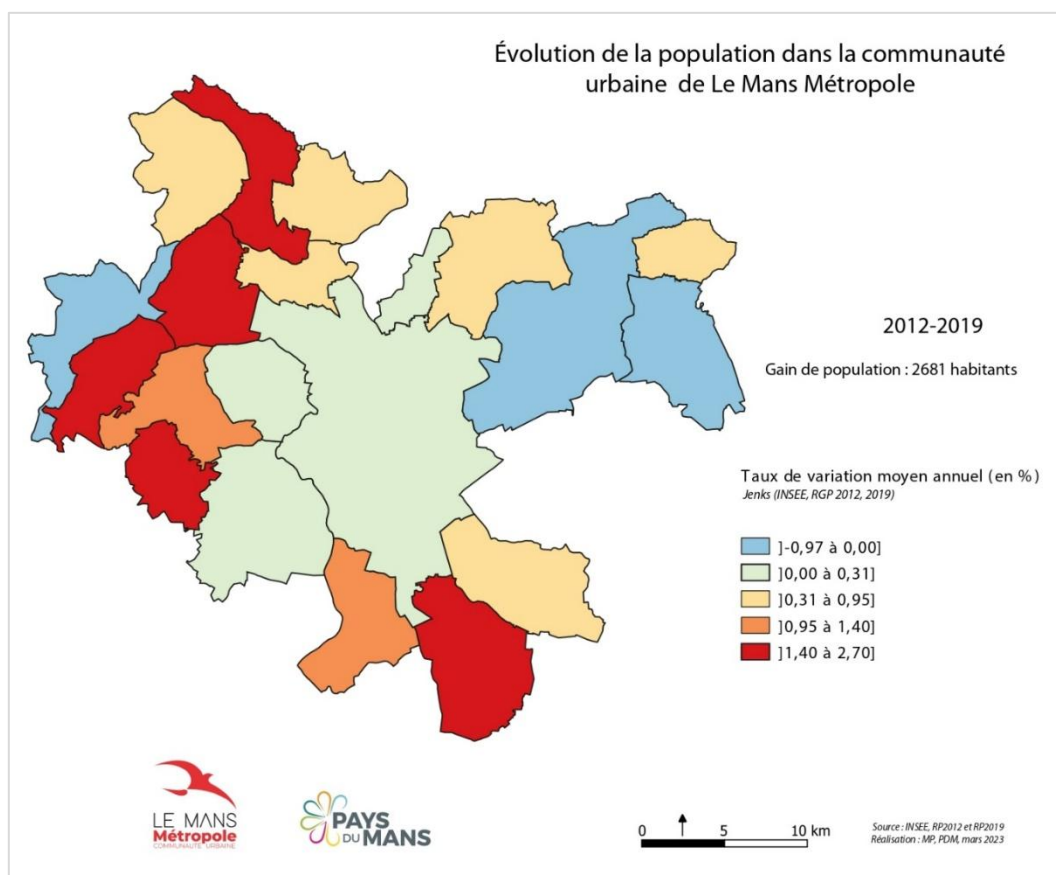 Évolution de la population dans la communauté
urbaine de Le Mans Métropole
2012-2019
Gain de population : 2681 habitants
Taux de variation moyen annuel (en %)
Jenks (INSEE, RGP 2012, 2019)
]-0,97 à 0,00]
]0,00 à 0,31]
]0,31 à 0,95]
]0,95 à 1,40]
]1,40 à 2,70]
LE MANS
Métropole
COMMUNAUTÉ URBAINE
PAYS
DU MANS
0 5 10 km
Source : INSEE, RP2012 et RP2019
Réalisation : MP, PDM, mars 2023